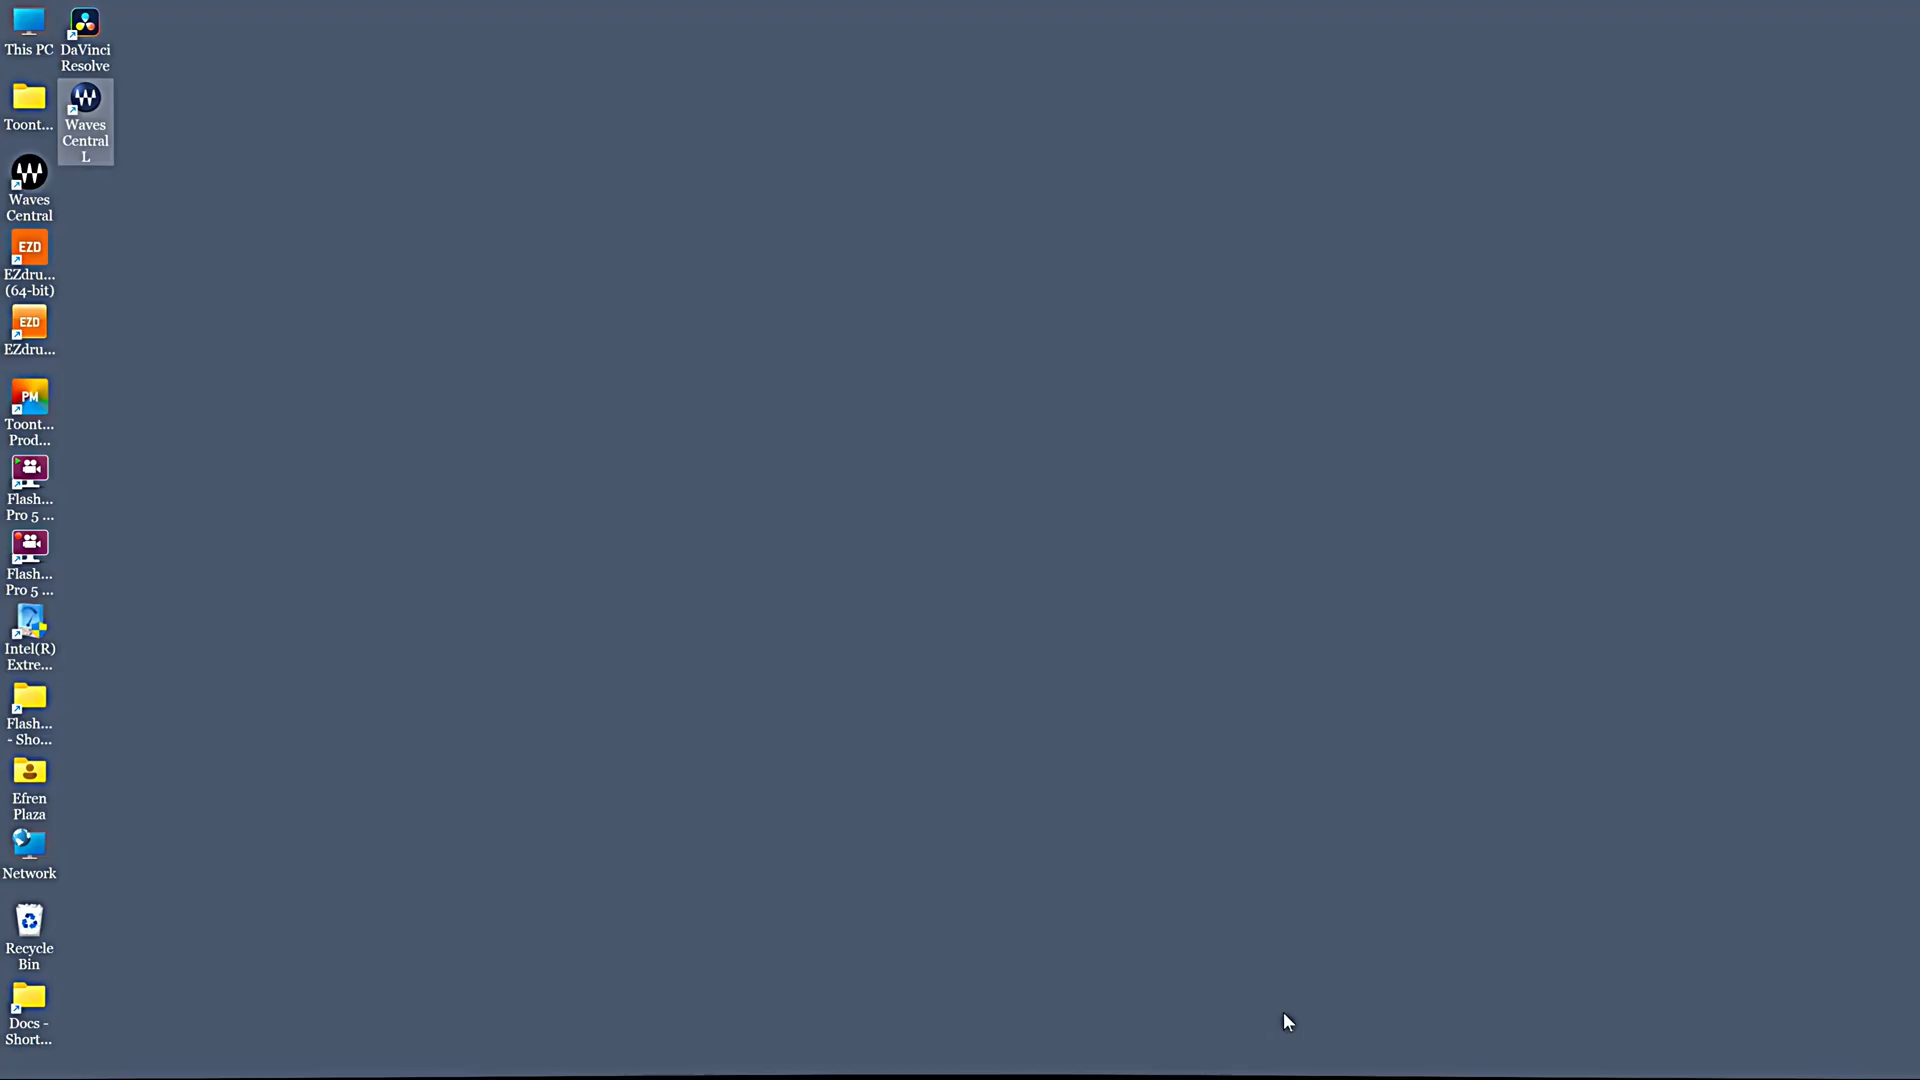 This PC
Toont...
Waves
Central
EZD
EZdru...
(64-bit)
EZD
EZdru...
PM
Toont...
Prod...
Flash...
Pro 5 ...
Flash...
Pro 5 ...
Intel(R)
Extre...
Flash...
- Sho...
Efren
Plaza
Network
Recycle
Bin
Docs -
Short...
DaVinci
Resolve
Waves
Central
L